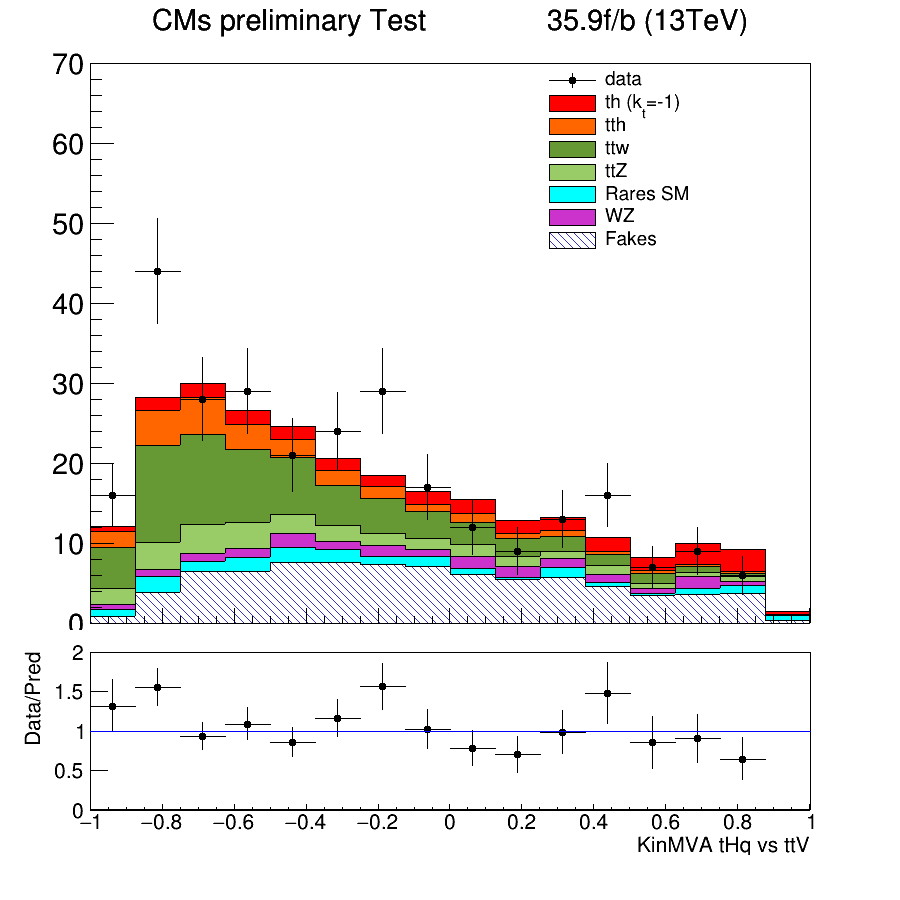 CMs preliminary Test 35.9f/b (13TeV)
70
60
50
40
30
20
10
0
data
th (k_t=-1)
tth
ttw
ttZ
Rares SM
WZ
Fakes
Data/Pred
2
1.5
1
0.5
0
−1 −0.8 −0.6 −0.4 −0.2 0 0.2 0.4 0.6 0.8 1
KinMVA tHq vs ttV